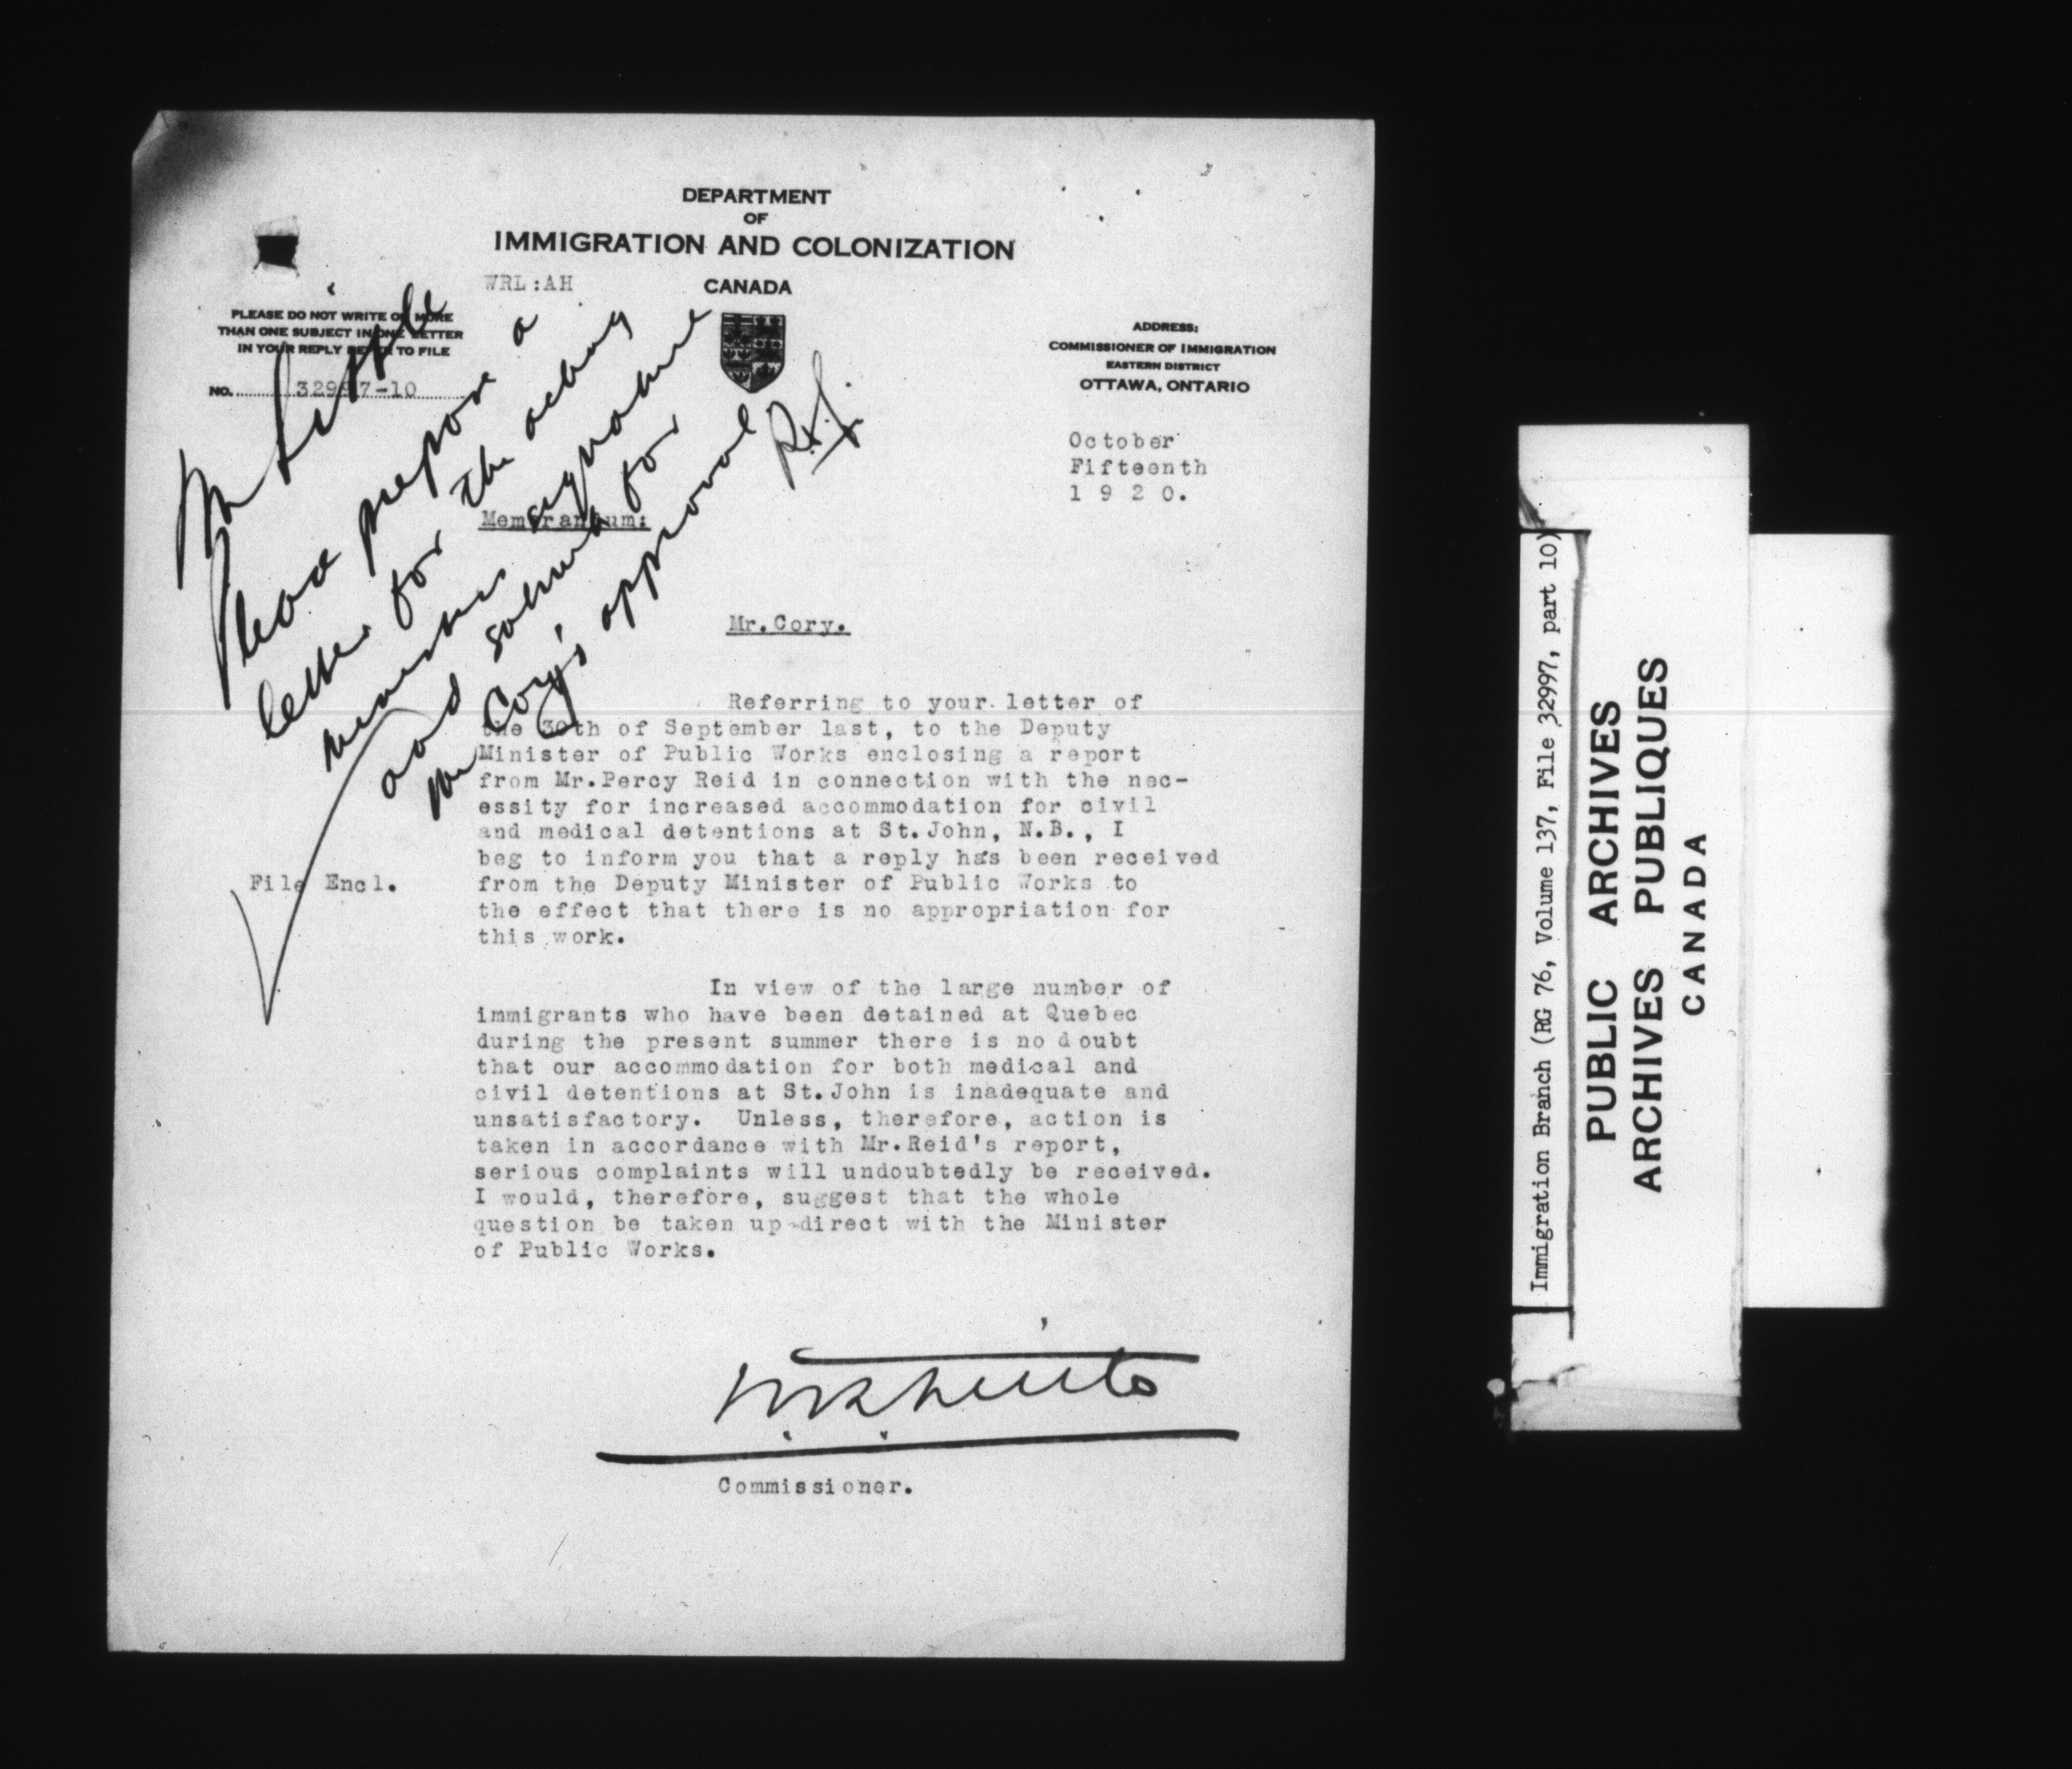 DEPARTMENT
OF
IMMIGRATION AND COLONIZATION
WRL:AH
CANADA
PLEASE DO NOT WRITE ON MORE
THAN ONE SUBJECT IN ONE LETTER
IN YOUR REPLY REFER TO FILE
NO. 32997-10
ADDRESS:
COMMISSIONER OF IMMIGRATION
EASTERN DISTRICT
OTTAWA, ONTARIO
October
Fifteenth
1 9 2 0.
Mr
Please prepare a
letter for the acting
ministers signature
and submit for
Mr Cory's approval
Memorandum:
Mr.Cory.
Referring to your letter of
the 30th of September last, to the Deputy
Minister of Public Works enclosing a report
from Mr.Percy Reid in connection with the nec-
essity for increased accommodation for civil
and medical detentions at St.John, N.B., I
beg to inform you that a reply has been received
File Encl.
from the Deputy Minister of Public Works to
the effect that there is no appropriation for
this work.
In view of the large number of
immigrants who have been detained at Quebec
during the present summer there is no doubt
that our accommodation for both medical and
civil detentions at St.John is inadequate and
unsatisfactory. Unless, therefore, action is
taken in accordance with Mr.Reid's report,
serious complaints will undoubtedly be received.
I would, therefore, suggest that the whole
question be taken up direct with the Minister
of Public Works.
Commissioner.
Immigration Branch (RG 76, Volume 137, File 32997, part 10)
PUBLIC ARCHIVES
ARCHIVES PUBLIQUES
CANADA